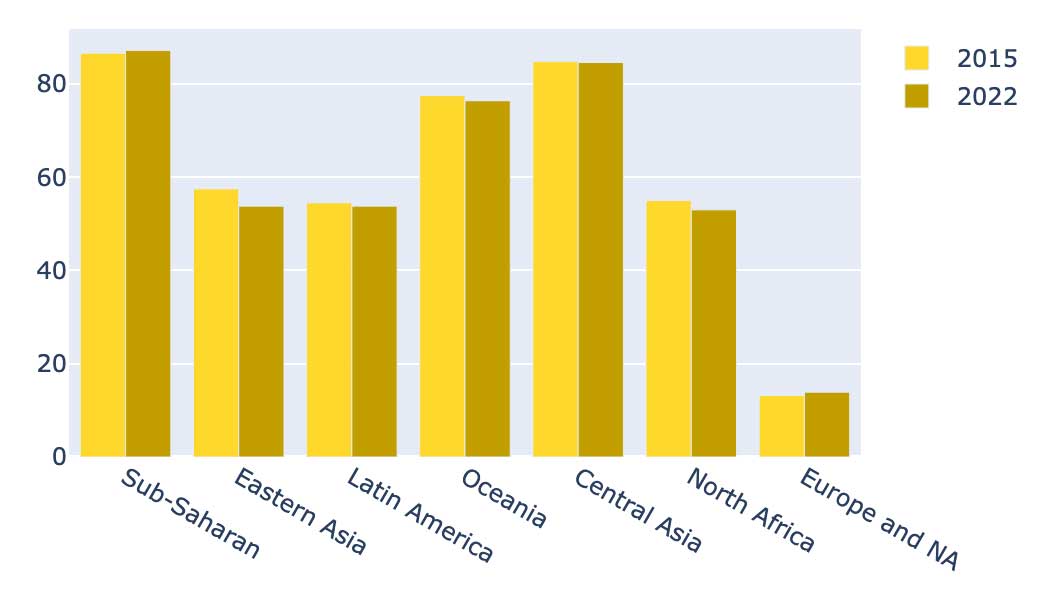 2015
2022
80
60
40
20
0
Sub-Saharan
Eastern Asia
Latin America
Oceania
Central Asia
North Africa
Europe and NA